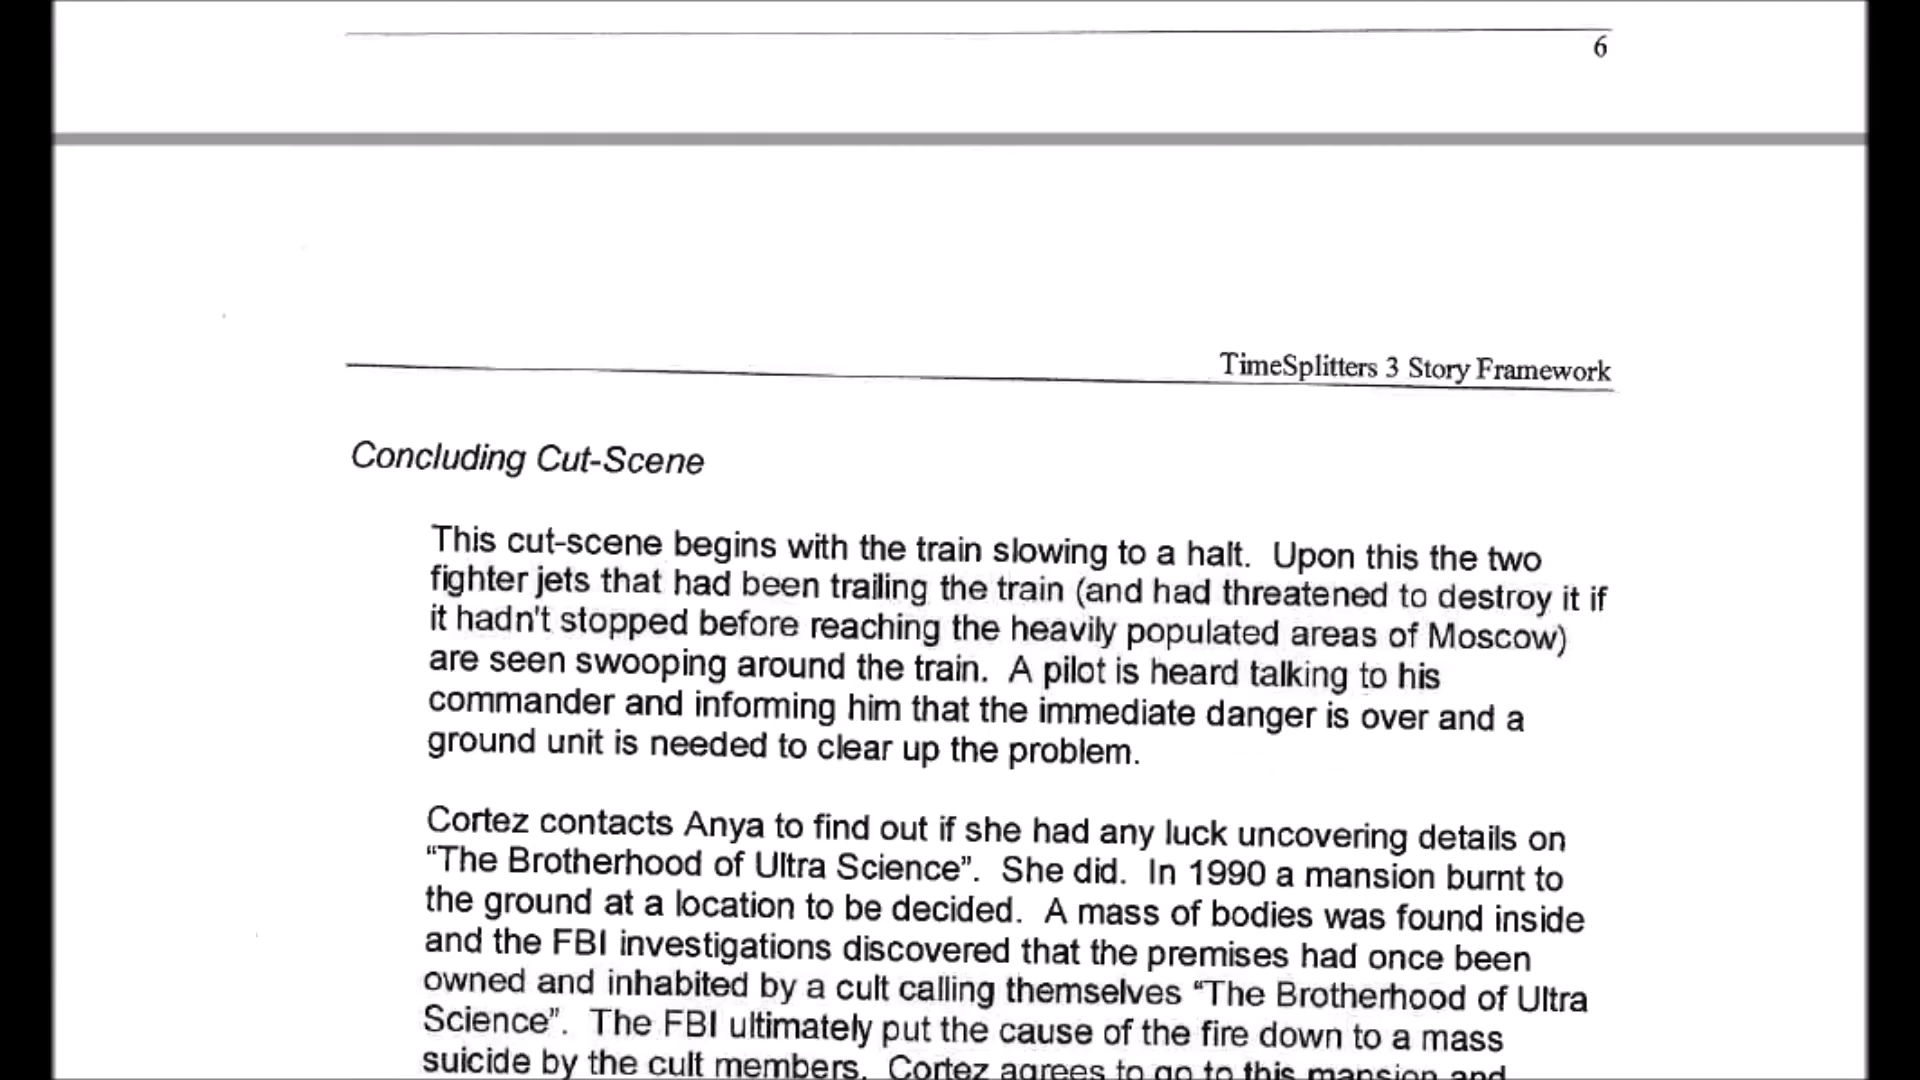 6
TimeSplitters 3 Story Framework
Concluding Cut-Scene
This cut-scene begins with the train slowing to a halt.  Upon this the two
fighter jets that had been trailing the train (and had threatened to destroy it if
it hadn't stopped before reaching the heavily populated areas of Moscow)
are seen swooping around the train.  A pilot is heard talking to his
commander and informing him that the immediate danger is over and a
ground unit is needed to clear up the problem.
Cortez contacts Anya to find out if she had any luck uncovering details on
“The Brotherhood of Ultra Science”.  She did.  In 1990 a mansion burnt to
the ground at a location to be decided.  A mass of bodies was found inside
and the FBI investigations discovered that the premises had once been
owned and inhabited by a cult calling themselves “The Brotherhood of Ultra
Science”.  The FBI ultimately put the cause of the fire down to a mass
suicide by the cult members.  Cortez agrees to go to this mansion and